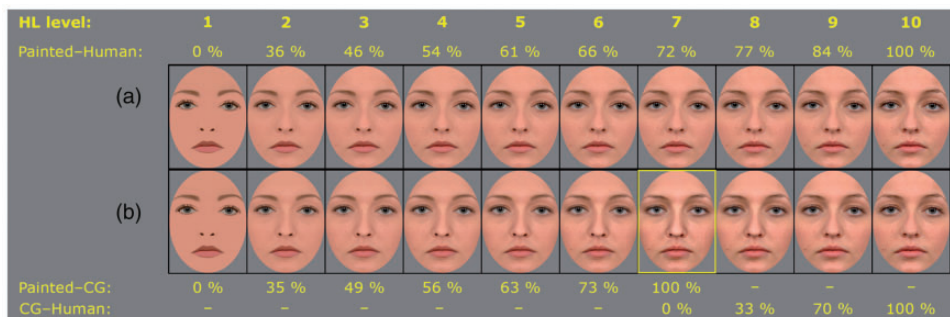 HL level: 1 2 3 4 5 6 7 8 9 10
Painted–Human: 0 % 36 % 46 % 54 % 61 % 66 % 72 % 77 % 84 % 100 %
(a)
(b)
Painted–CG: 0 % 35 % 49 % 56 % 63 % 73 % 100 % – – –
CG–Human: – – – – – – 0 % 33 % 70 % 100 %